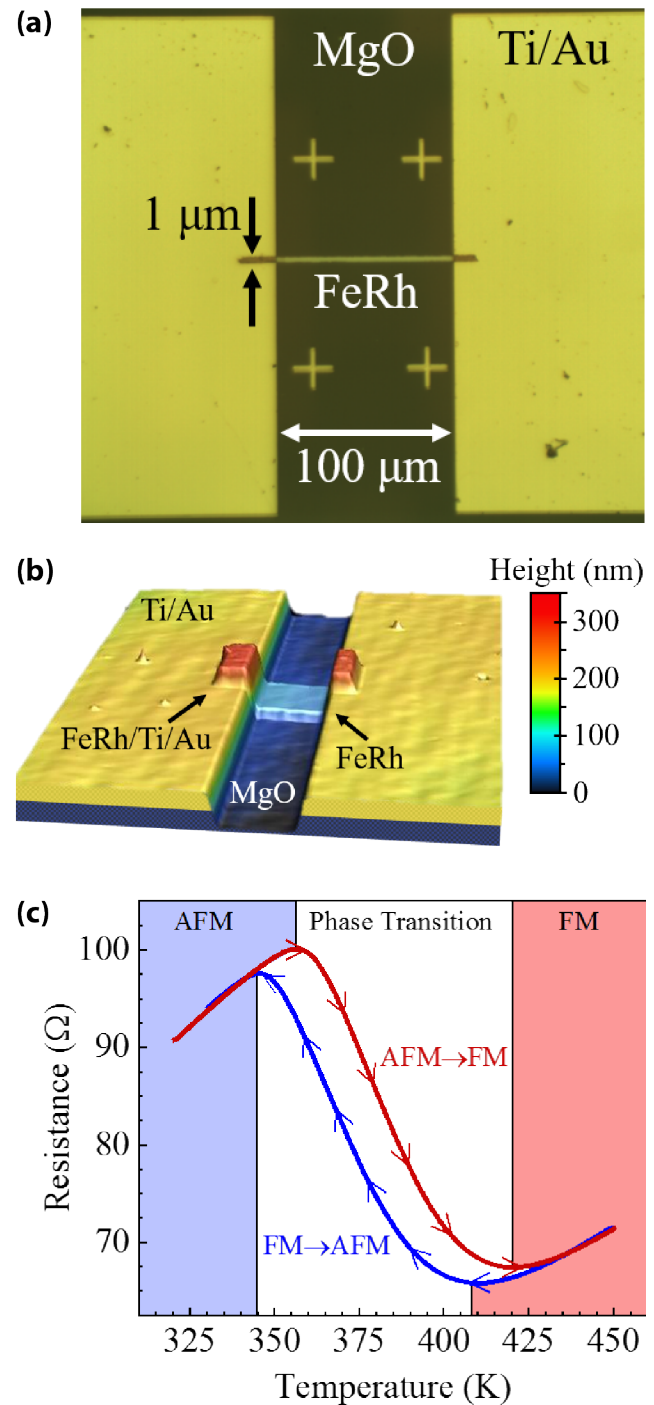 (a)
MgO
Ti/Au
1 μm
FeRh
100 μm
(b)
Height (nm)
Ti/Au
300
200
100
0
FeRh/Ti/Au
FeRh
MgO
(c)
AFM
Phase Transition
FM
100
90
80
70
Resistance (Ω)
AFM→FM
FM→AFM
325
350
375
400
425
450
Temperature (K)